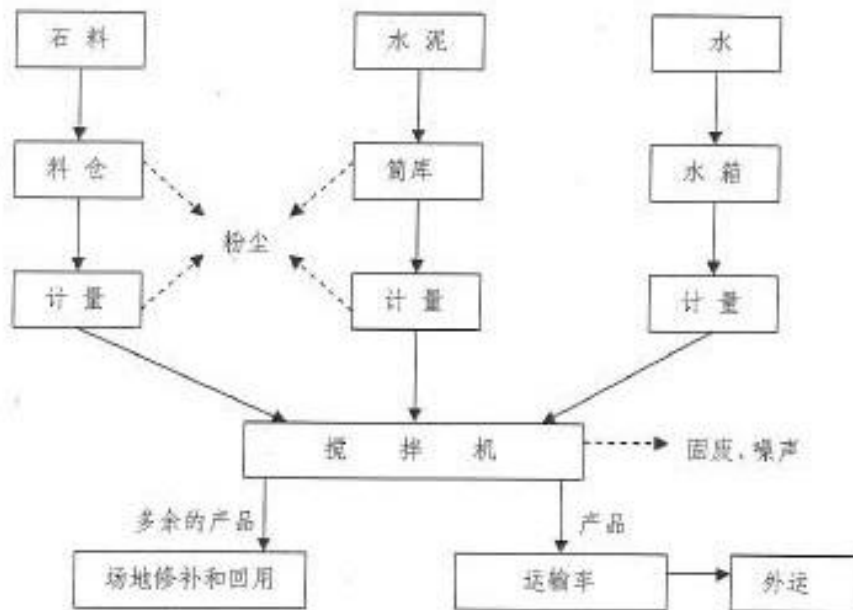 石料 水泥 水
料仓 筒库 水箱
粉尘
计量 计量 计量
搅拌机 固废、噪声
多余的产品 产品
场地修补和回用 运输车 外运